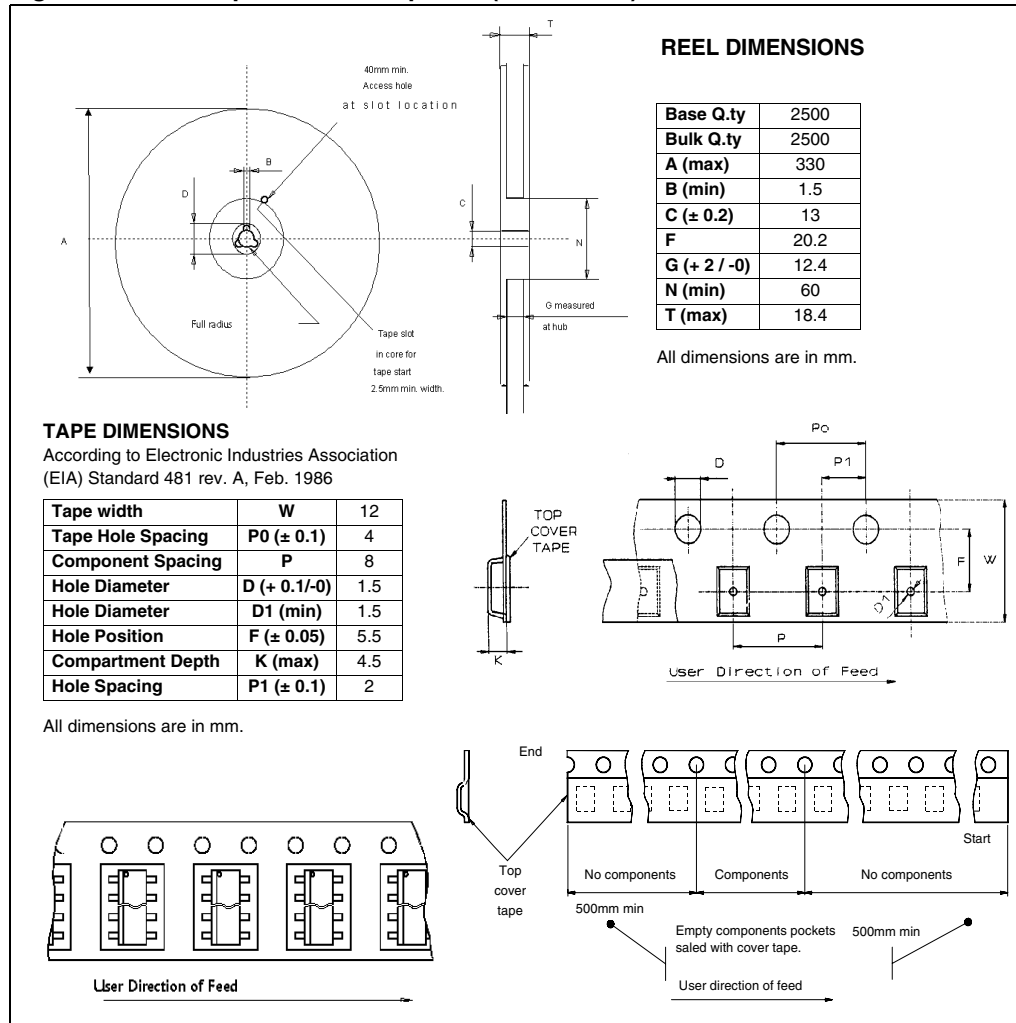 T
REEL DIMENSIONS
40mm min.
Access hole
at slot location
B
D
A
C
N
Full radius
Tape slot
in core for
tape start
2.5mm min. width.
G measured
at hub
Base Q.ty 2500
Bulk Q.ty 2500
A (max) 330
B (min) 1.5
C (± 0.2) 13
F 20.2
G (+ 2 / -0) 12.4
N (min) 60
T (max) 18.4
All dimensions are in mm.
TAPE DIMENSIONS
According to Electronic Industries Association
(EIA) Standard 481 rev. A, Feb. 1986
Tape width W 12
Tape Hole Spacing P0 (± 0.1) 4
Component Spacing P 8
Hole Diameter D (+ 0.1/-0) 1.5
Hole Diameter D1 (min) 1.5
Hole Position F (± 0.05) 5.5
Compartment Depth K (max) 4.5
Hole Spacing P1 (± 0.1) 2
All dimensions are in mm.
TOP
COVER
TAPE
K
Po
D
P1
F
W
D1
P
User Direction of Feed
End
Start
Top
cover
tape
No components
Components
No components
500mm min
Empty components pockets
saled with cover tape.
500mm min
User direction of feed
User Direction of Feed